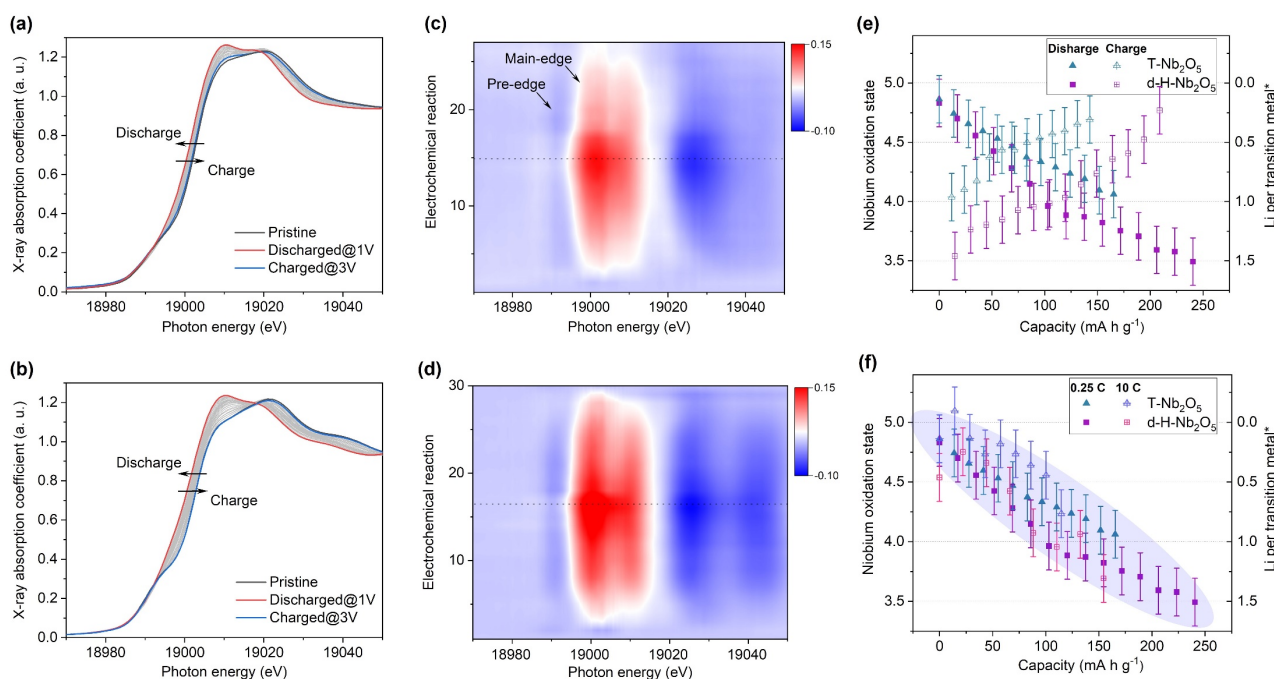 (a)
1.2
1.0
0.8
0.6
0.4
0.2
0.0
X-ray absorption coefficient (a. u.)
Discharge
Charge
Pristine
Discharged@1V
Charged@3V
18980
19000
19020
19040
Photon energy (eV)
(b)
1.2
1.0
0.8
0.6
0.4
0.2
0.0
X-ray absorption coefficient (a. u.)
Discharge
Charge
Pristine
Discharged@1V
Charged@3V
18980
19000
19020
19040
Photon energy (eV)
(c)
Main-edge
Pre-edge
0.15
-0.10
20
10
Electrochemical reaction
18980
19000
19020
19040
Photon energy (eV)
(d)
0.15
-0.10
30
20
10
Electrochemical reaction
18980
19000
19020
19040
Photon energy (eV)
(e)
Disharge Charge
T-Nb₂O₅
d-H-Nb₂O₅
5.0
4.5
4.0
3.5
Niobium oxidation state
0.0
0.5
1.0
1.5
Li per transition metal*
0
50
100
150
200
250
Capacity (mA h g⁻¹)
(f)
0.25 C 10 C
T-Nb₂O₅
d-H-Nb₂O₅
5.0
4.5
4.0
3.5
Niobium oxidation state
0.0
0.5
1.0
1.5
Li per transition metal*
0
50
100
150
200
250
Capacity (mA h g⁻¹)